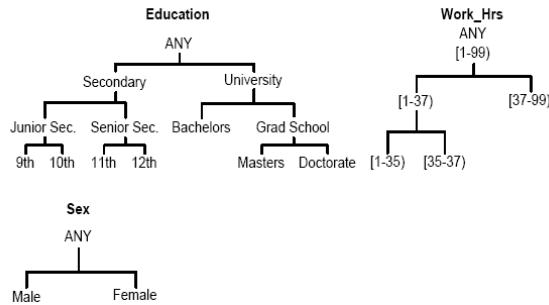 Education
ANY
Secondary University
Junior Sec. Senior Sec. Bachelors Grad School
9th 10th 11th 12th Masters Doctorate
Work_Hrs
ANY
[1-99)
[1-37) [37-99)
[1-35) [35-37)
Sex
ANY
Male Female